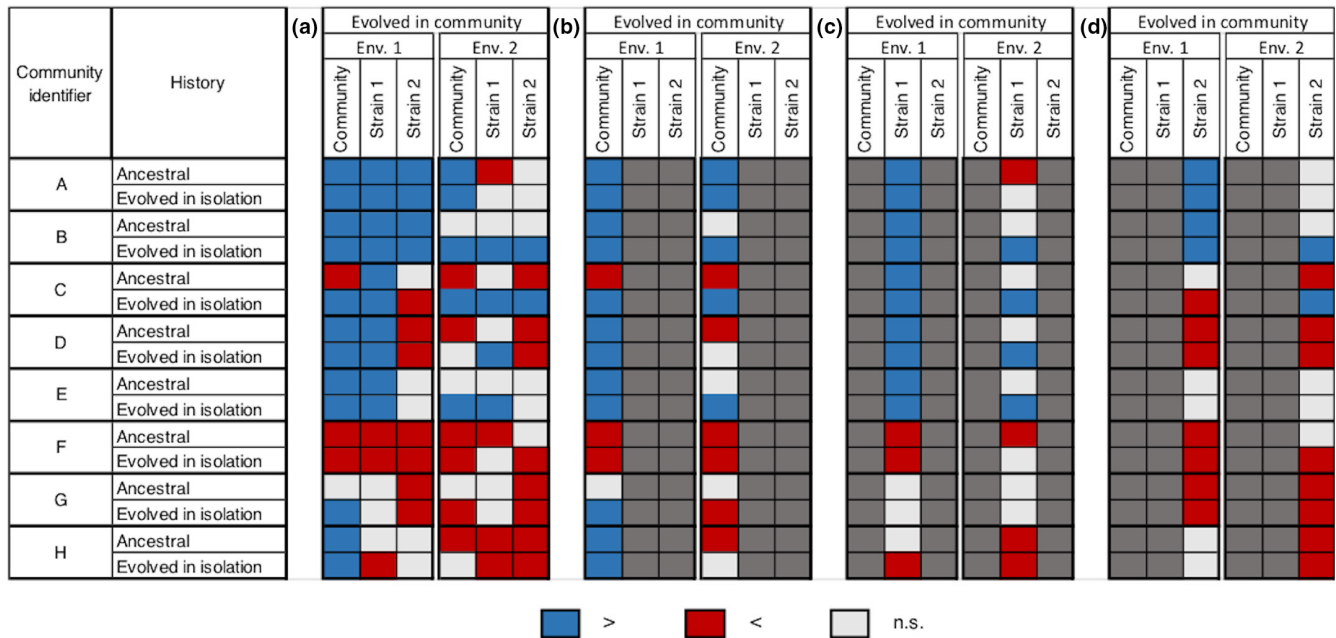 (a) Evolved in community (b) Evolved in community (c) Evolved in community (d) Evolved in community
Env. 1 Env. 2 Env. 1 Env. 2 Env. 1 Env. 2 Env. 1 Env. 2
Community identifier History Community Strain 1 Strain 2 Community Strain 1 Strain 2 Community Strain 1 Strain 2 Community Strain 1 Strain 2 Community Strain 1 Strain 2 Community Strain 1 Strain 2 Community Strain 1 Strain 2 Community Strain 1 Strain 2
A Ancestral
Evolved in isolation
B Ancestral
Evolved in isolation
C Ancestral
Evolved in isolation
D Ancestral
Evolved in isolation
E Ancestral
Evolved in isolation
F Ancestral
Evolved in isolation
G Ancestral
Evolved in isolation
H Ancestral
Evolved in isolation
> < n.s.